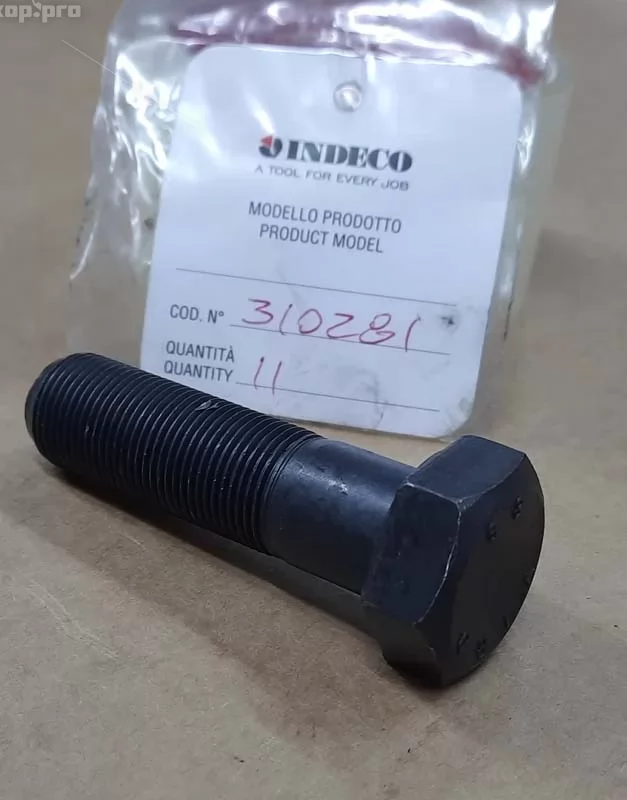 kop.pro
INDECO
A TOOL FOR EVERY JOB
MODELLO PRODOTTO
PRODUCT MODEL
COD. N° 310281
QUANTITÀ
QUANTITY 11